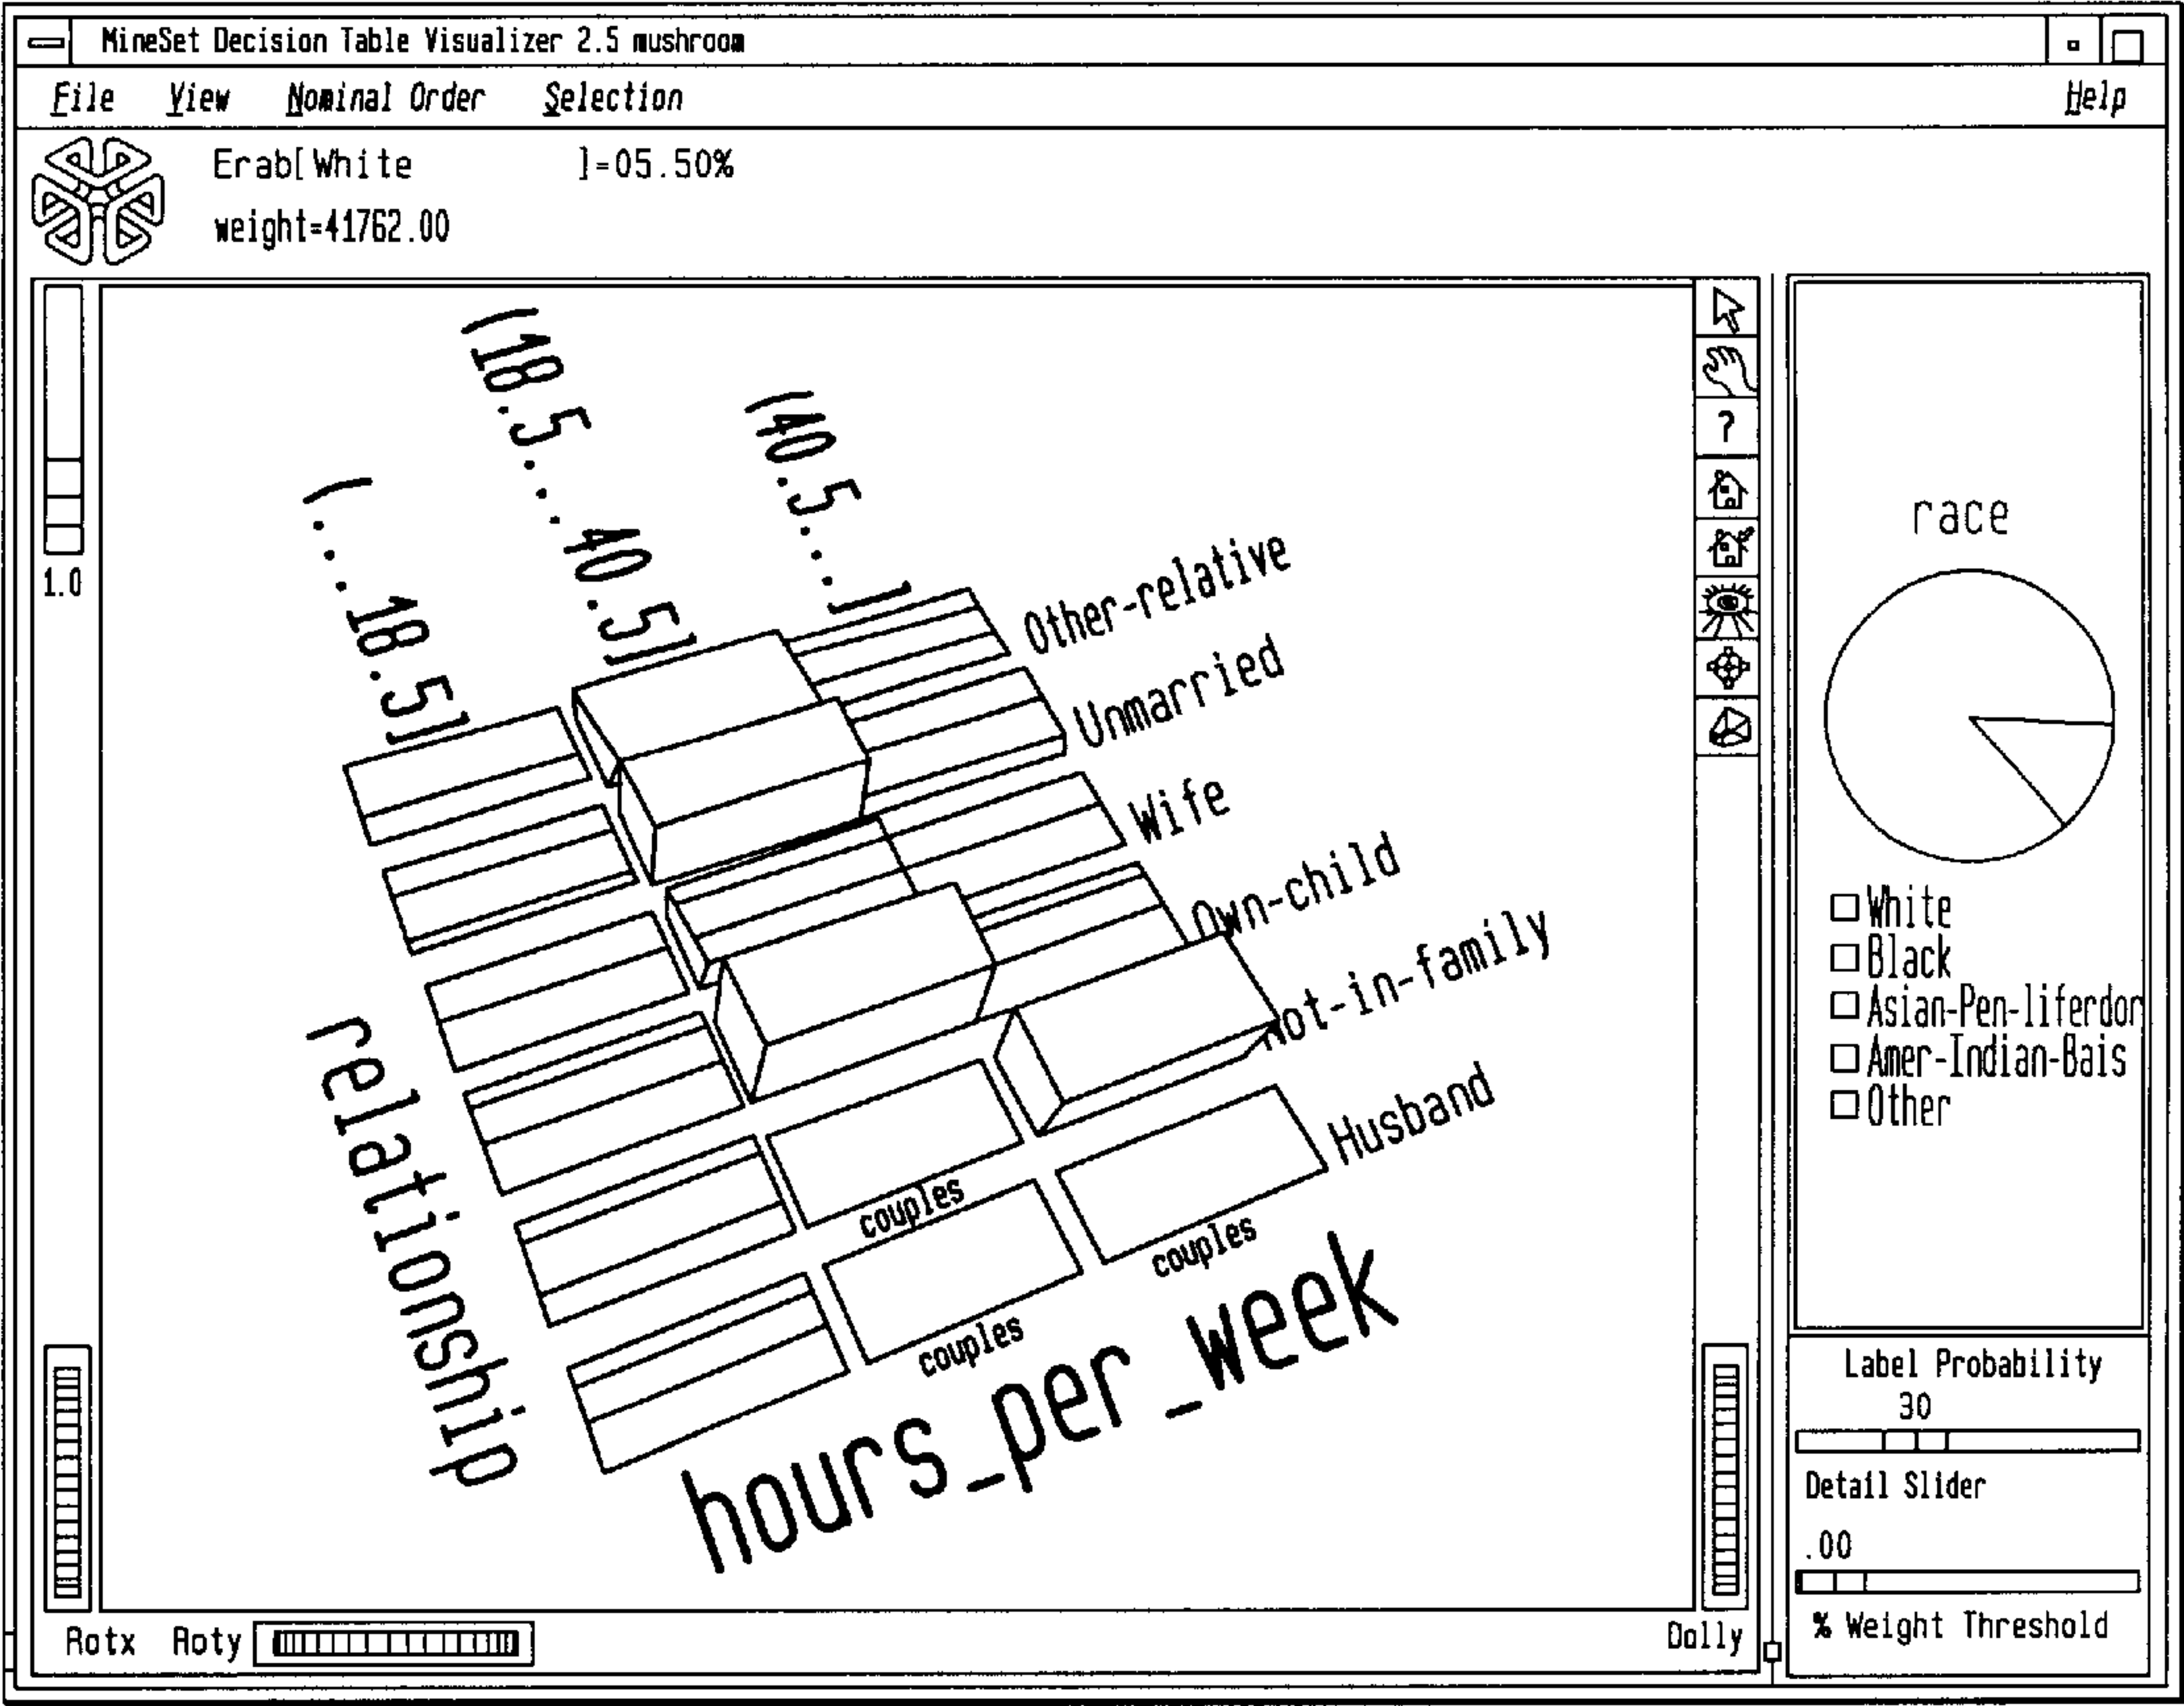 MineSet Decision Table Visualizer 2.5 mushroom
File View Nominal Order Selection Help
Erab[White ]=05.50%
weight=41762.00
1.0
(...18.5]
(18.5...40.5]
(40.5...]
Other-relative
Unmarried
Wife
Own-child
Not-in-family
Husband
relationship
couples
couples
couples
hours_per_week
Rotx Roty
Dolly
?
race
White
Black
Asian-Pen-liferdor
Amer-Indian-Bais
Other
Label Probability
30
Detail Slider
.00
% Weight Threshold